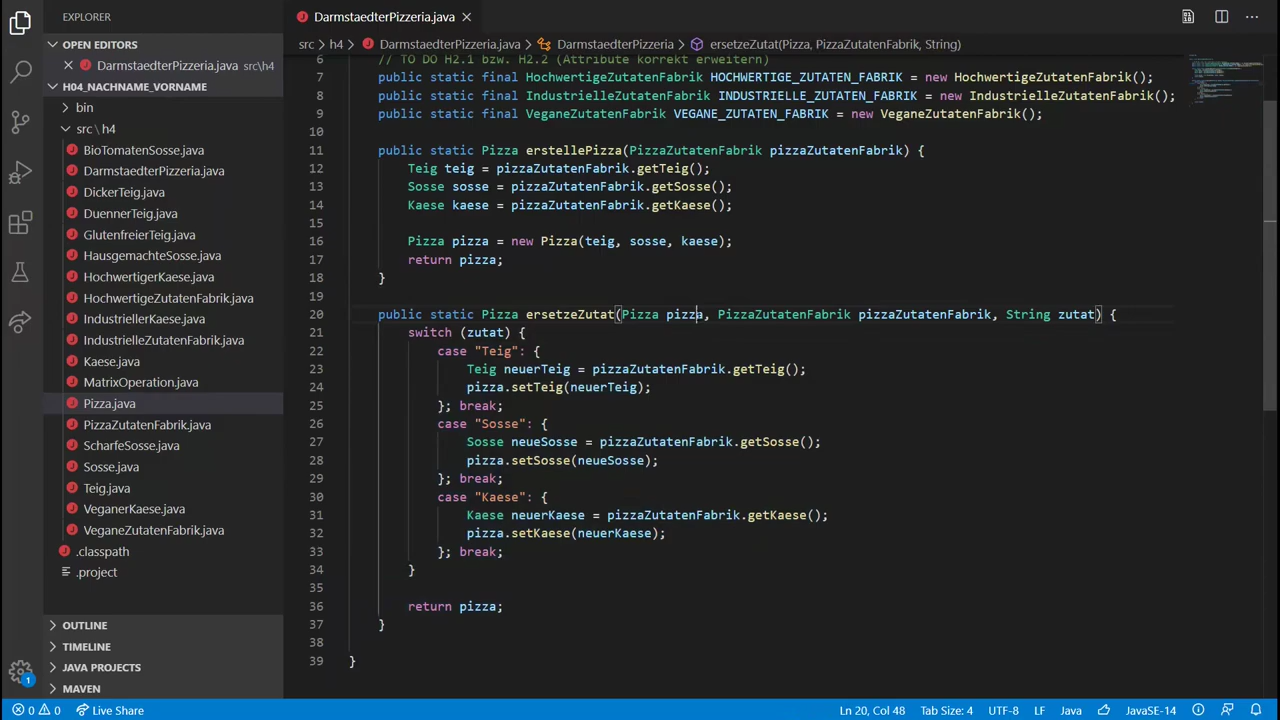 EXPLORER
DarmstaedterPizzeria.java
OPEN EDITORS
DarmstaedterPizzeria.java src\h4
H04_NACHNAME_VORNAME
bin
src\h4
BioTomatenSosse.java
DarmstaedterPizzeria.java
DickerTeig.java
DuennerTeig.java
GlutenfreierTeig.java
HausgemachteSosse.java
HochwertigerKaese.java
HochwertigeZutatenFabrik.java
IndustriellerKaese.java
IndustrielleZutatenFabrik.java
Kaese.java
MatrixOperation.java
Pizza.java
PizzaZutatenFabrik.java
ScharfeSosse.java
Sosse.java
Teig.java
VeganerKaese.java
VeganeZutatenFabrik.java
.classpath
.project
OUTLINE
TIMELINE
JAVA PROJECTS
MAVEN
src > h4 > DarmstaedterPizzeria.java > DarmstaedterPizzeria > ersetzeZutat(Pizza, PizzaZutatenFabrik, String)
6 // TO DO H2.1 bzw. H2.2 (Attribute korrekt erweitern)
7 public static final HochwertigeZutatenFabrik HOCHWERTIGE_ZUTATEN_FABRIK = new HochwertigeZutatenFabrik();
8 public static final IndustrielleZutatenFabrik INDUSTRIELLE_ZUTATEN_FABRIK = new IndustrielleZutatenFabrik();
9 public static final VeganeZutatenFabrik VEGANE_ZUTATEN_FABRIK = new VeganeZutatenFabrik();
10
11 public static Pizza erstellePizza(PizzaZutatenFabrik pizzaZutatenFabrik) {
12 Teig teig = pizzaZutatenFabrik.getTeig();
13 Sosse sosse = pizzaZutatenFabrik.getSosse();
14 Kaese kaese = pizzaZutatenFabrik.getKaese();
15
16 Pizza pizza = new Pizza(teig, sosse, kaese);
17 return pizza;
18 }
19
20 public static Pizza ersetzeZutat(Pizza pizza, PizzaZutatenFabrik pizzaZutatenFabrik, String zutat) {
21 switch (zutat) {
22 case "Teig": {
23 Teig neuerTeig = pizzaZutatenFabrik.getTeig();
24 pizza.setTeig(neuerTeig);
25 }; break;
26 case "Sosse": {
27 Sosse neueSosse = pizzaZutatenFabrik.getSosse();
28 pizza.setSosse(neueSosse);
29 }; break;
30 case "Kaese": {
31 Kaese neuerKaese = pizzaZutatenFabrik.getKaese();
32 pizza.setKaese(neuerKaese);
33 }; break;
34 }
35
36 return pizza;
37 }
38
39 }
1
0 0 Live Share Ln 20, Col 48 Tab Size: 4 UTF-8 LF Java JavaSE-14